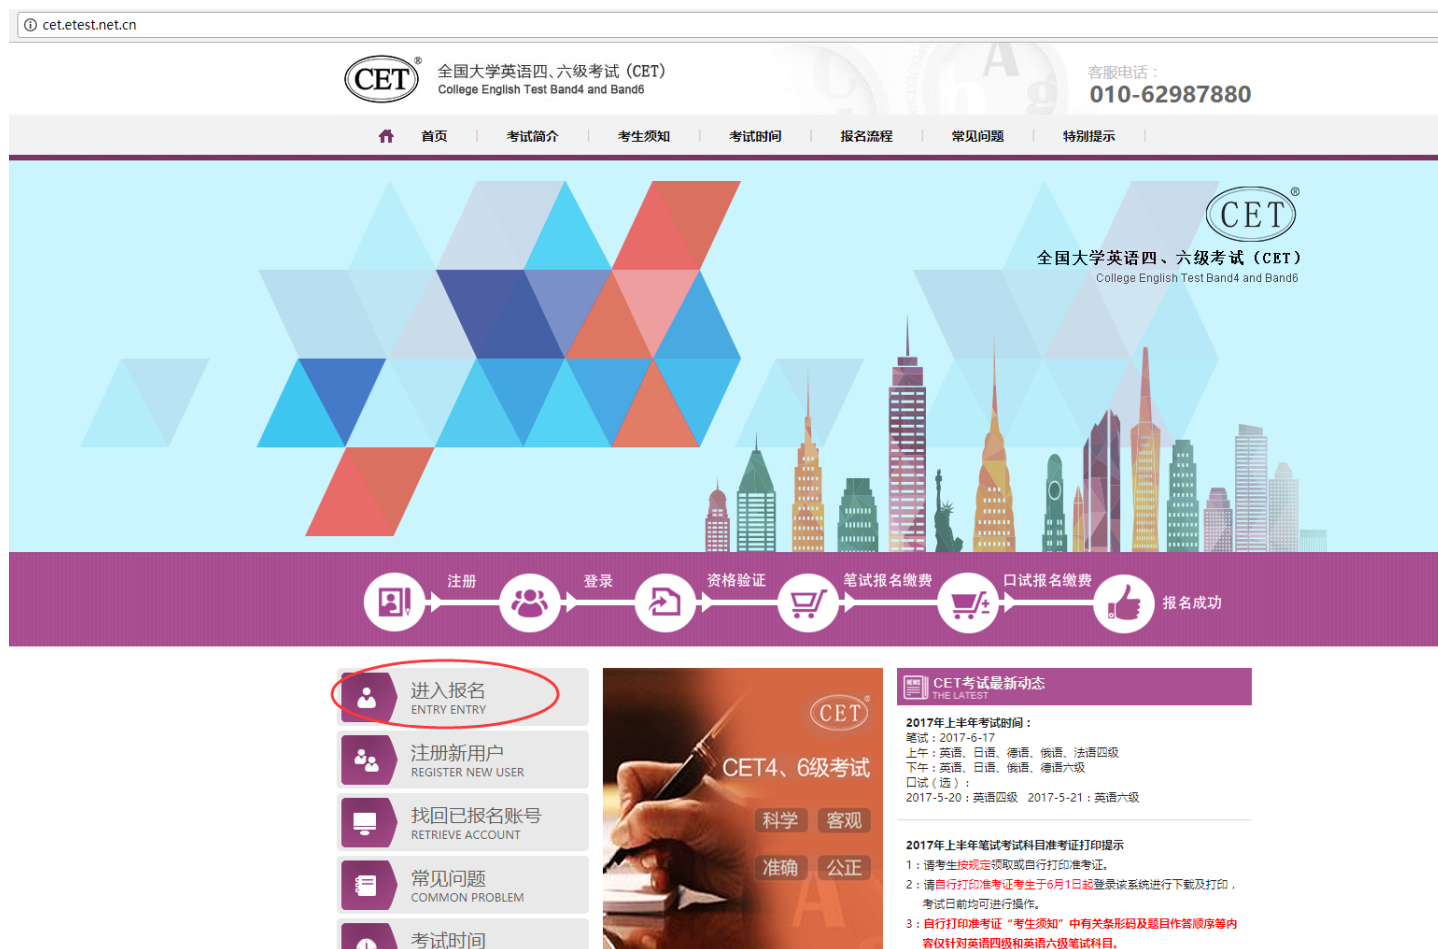 cet.etest.net.cn
CET®
全国大学英语四、六级考试（CET）
College English Test Band4 and Band6
客服电话：
010-62987880
首页
考试简介
考生须知
考试时间
报名流程
常见问题
特别提示
CET®
全国大学英语四、六级考试（CET）
College English Test Band4 and Band6
注册
登录
资格验证
笔试报名缴费
口试报名缴费
报名成功
进入报名
ENTRY ENTRY
注册新用户
REGISTER NEW USER
找回已报名账号
RETRIEVE ACCOUNT
常见问题
COMMON PROBLEM
考试时间
CET®
CET4、6级考试
科学 客观
准确 公正
NEWS
CET考试最新动态
THE LATEST
2017年上半年考试时间：
笔试：2017-6-17
上午：英语、日语、德语、俄语、法语四级
下午：英语、日语、俄语、德语六级
口试（选）：
2017-5-20：英语四级 2017-5-21：英语六级
2017年上半年笔试考试科目准考证打印提示
1：请考生按规定领取或自行打印准考证。
2：请自行打印准考证考生于6月1日起登录该系统进行下载及打印，
考试日前均可进行操作。
3：自行打印准考证“考生须知”中有关条形码及题目作答顺序等内
容仅针对英语四级和英语六级笔试科目。